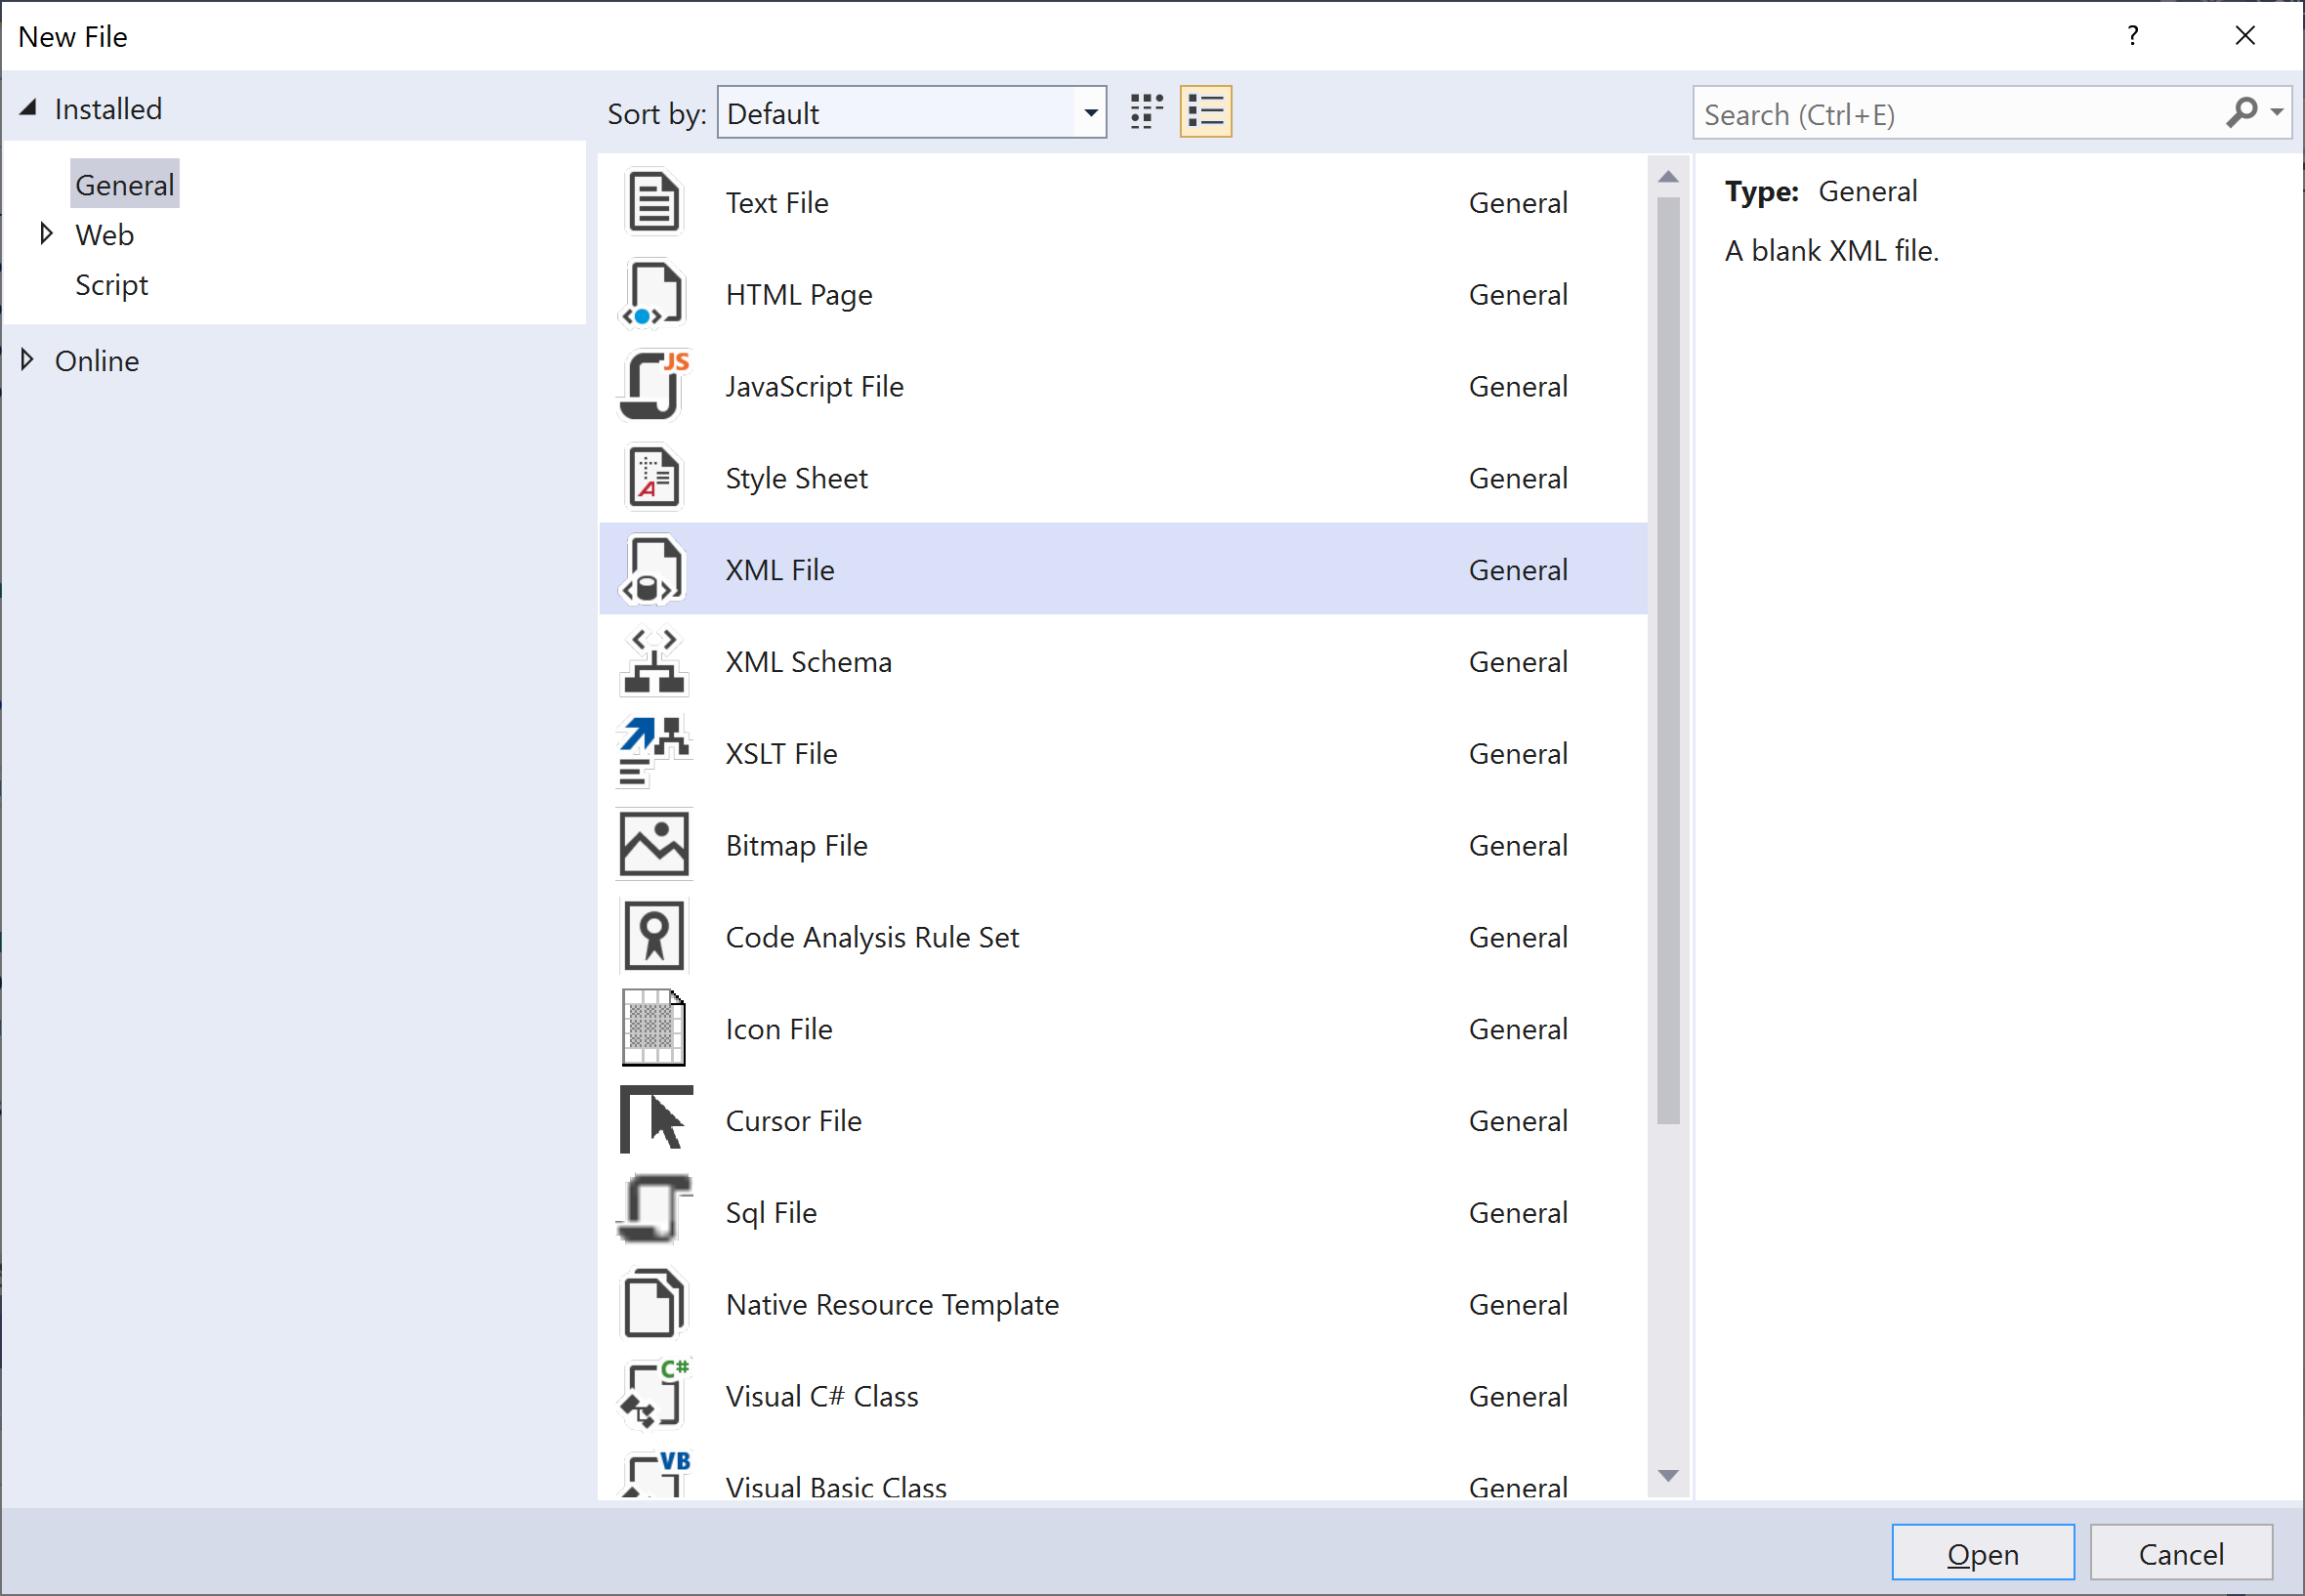 New File
?
Installed
General
Web
Script
Online
Sort by: Default
Search (Ctrl+E)
Text File General
HTML Page General
JS
JavaScript File General
A
Style Sheet General
XML File General
XML Schema General
XSLT File General
Bitmap File General
Code Analysis Rule Set General
Icon File General
Cursor File General
Sql File General
Native Resource Template General
C#
Visual C# Class General
VB
Visual Basic Class General
Type: General
A blank XML file.
Open Cancel